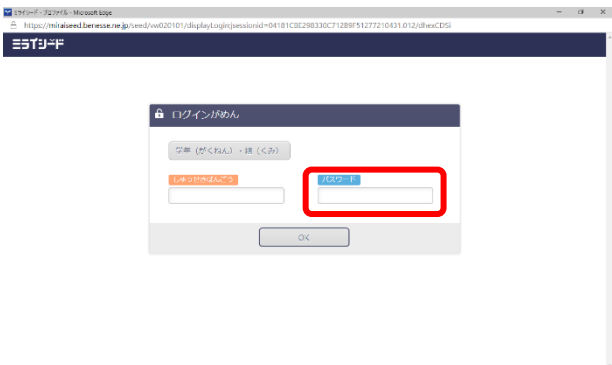 ミライシード - プロファイル - Microsoft Edge
https://miraiseed.benesse.ne.jp/seed/vw020101/displayLogin;jsessionid=04181CBE298330C71289F51277210431.012/dhexCDSi
ミライシード
ログインがめん
学年（がくねん）・組（くみ）
しゅっせきばんごう
パスワード
OK